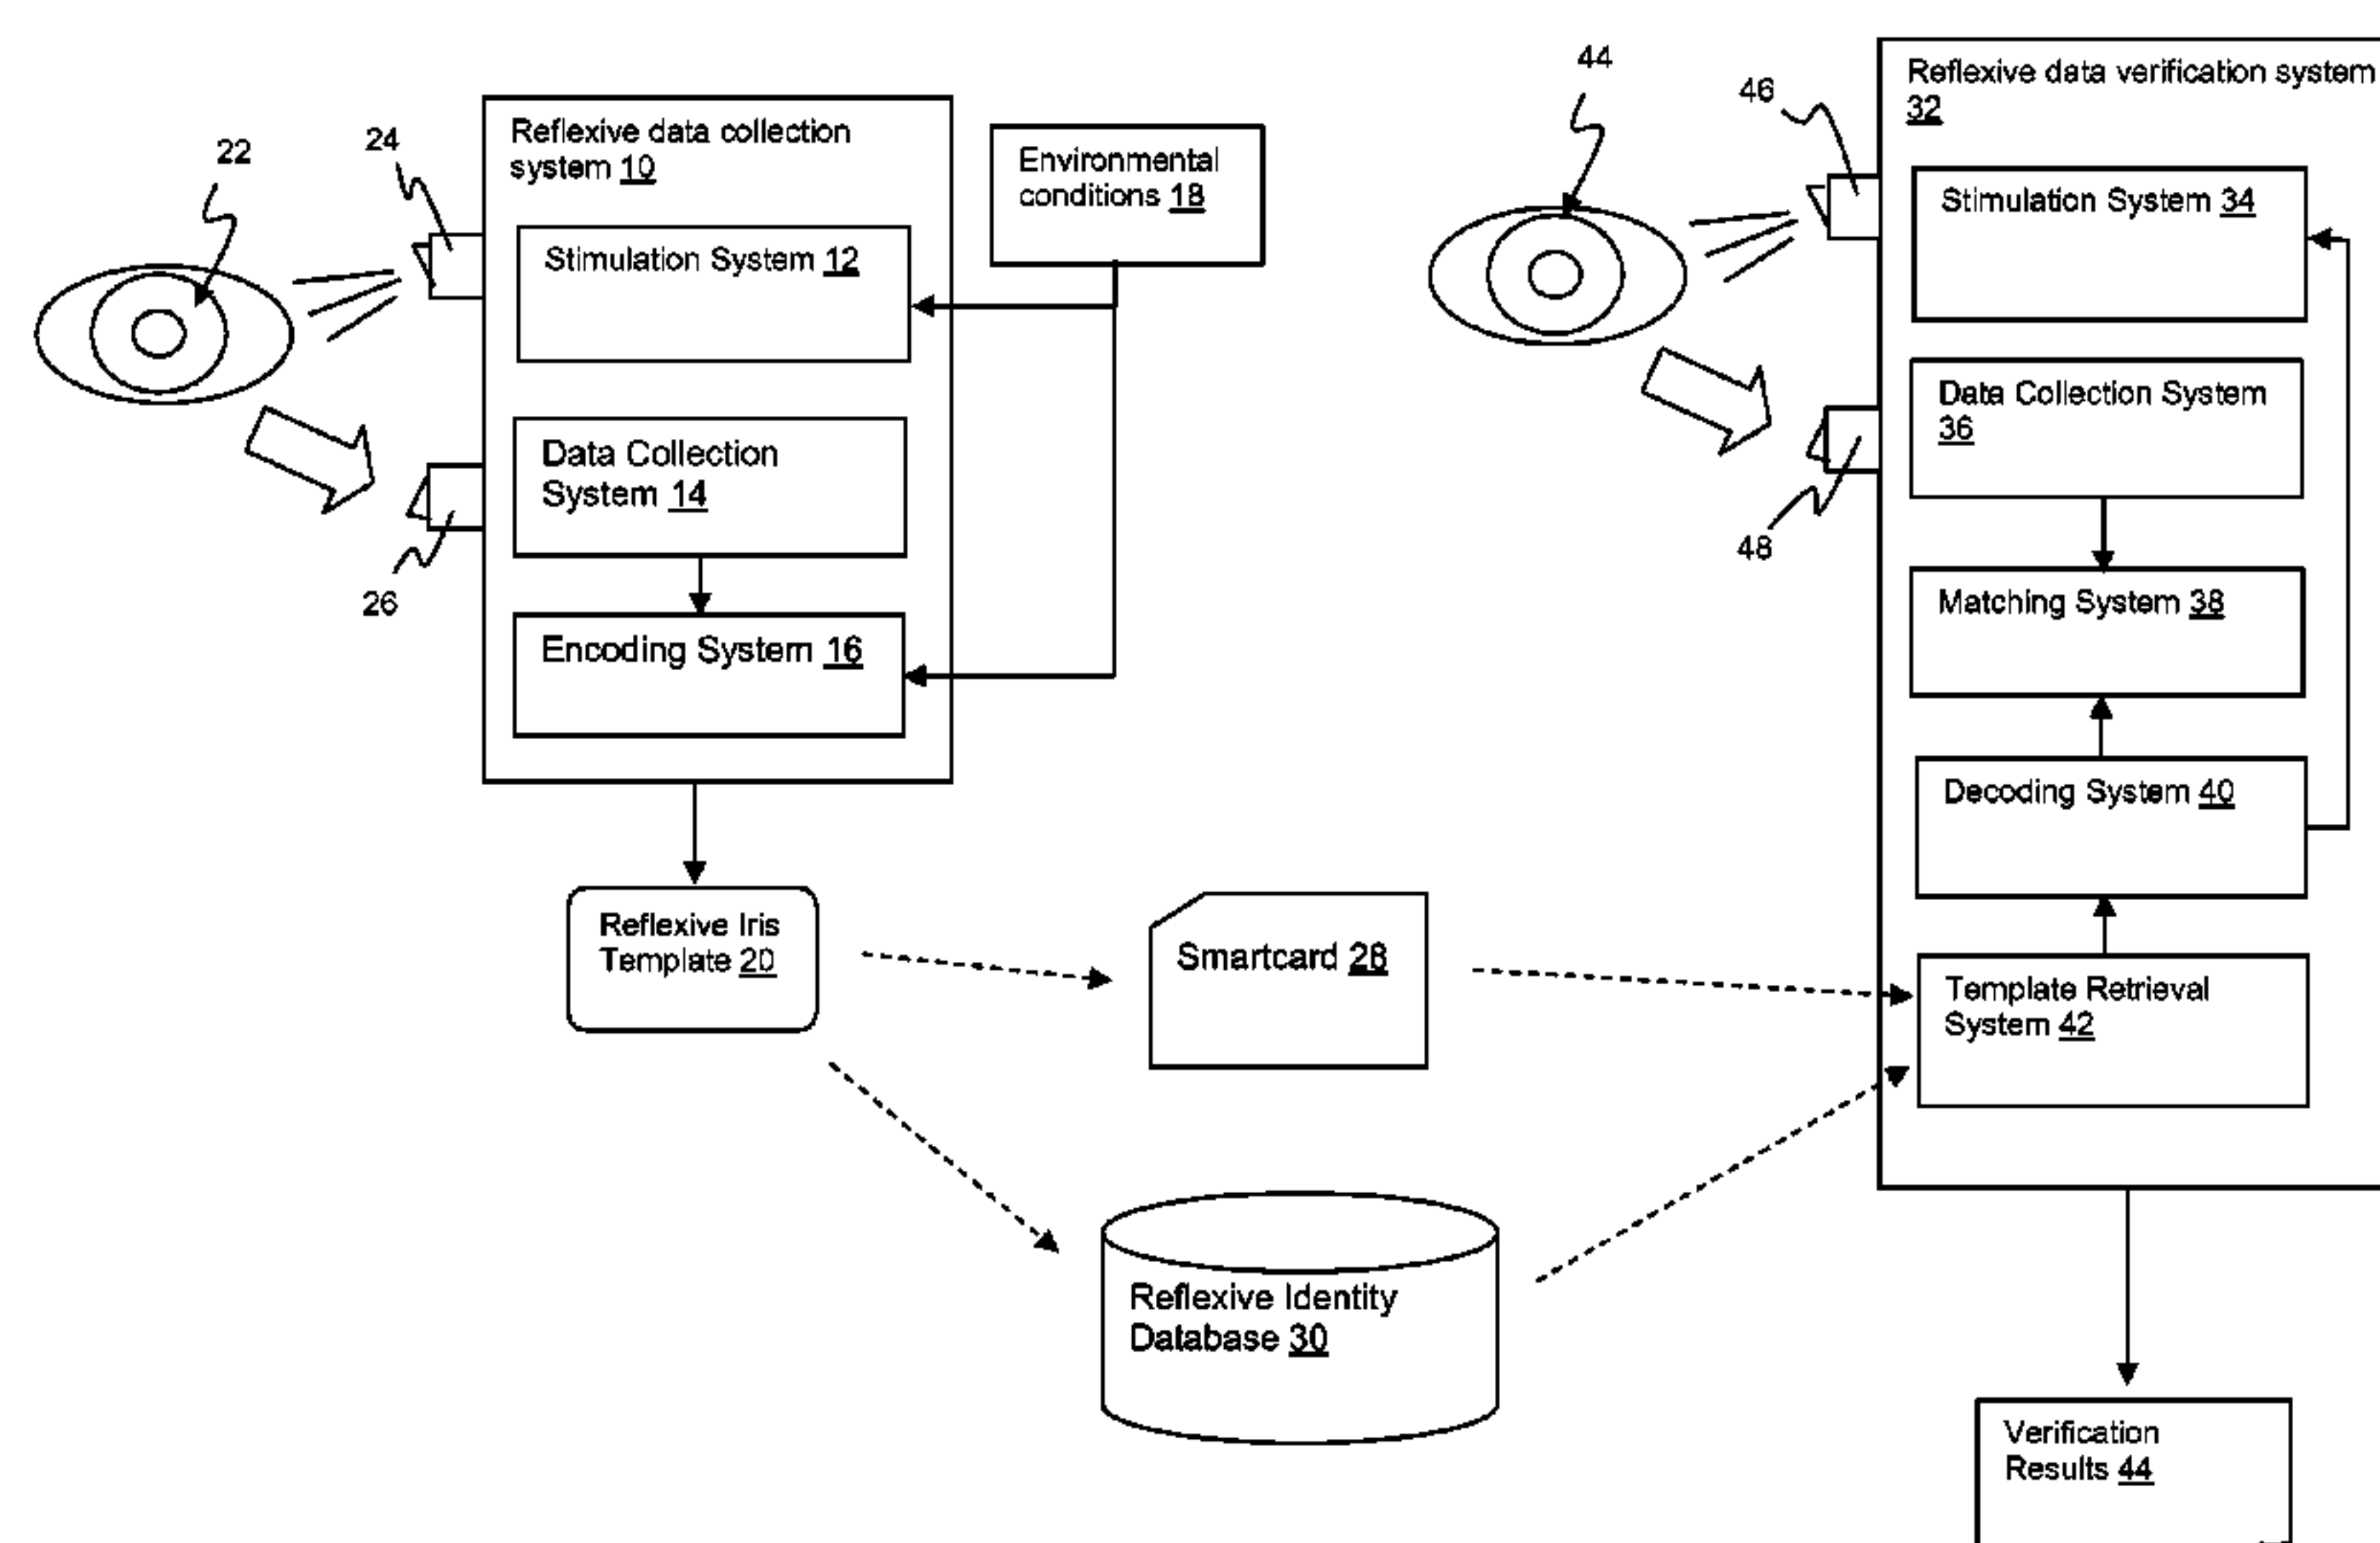 22
24
26
Reflexive data collection
system 10
Stimulation System 12
Data Collection
System 14
Encoding System 16
Environmental
conditions 18
Reflexive Iris
Template 20
Smartcard 28
Reflexive Identity
Database 30
44
46
48
Reflexive data verification system
32
Stimulation System 34
Data Collection System
36
Matching System 38
Decoding System 40
Template Retrieval
System 42
Verification
Results 44